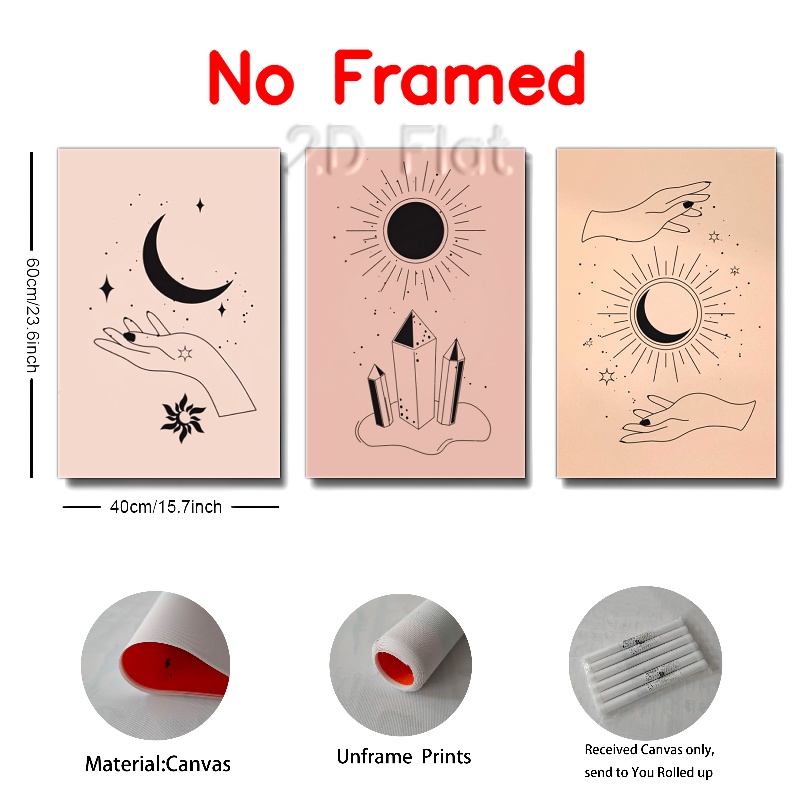 No Framed
2D Flat
60cm/23.6inch
40cm/15.7inch
Material:Canvas
Unframe Prints
Received Canvas only,
send to You Rolled up